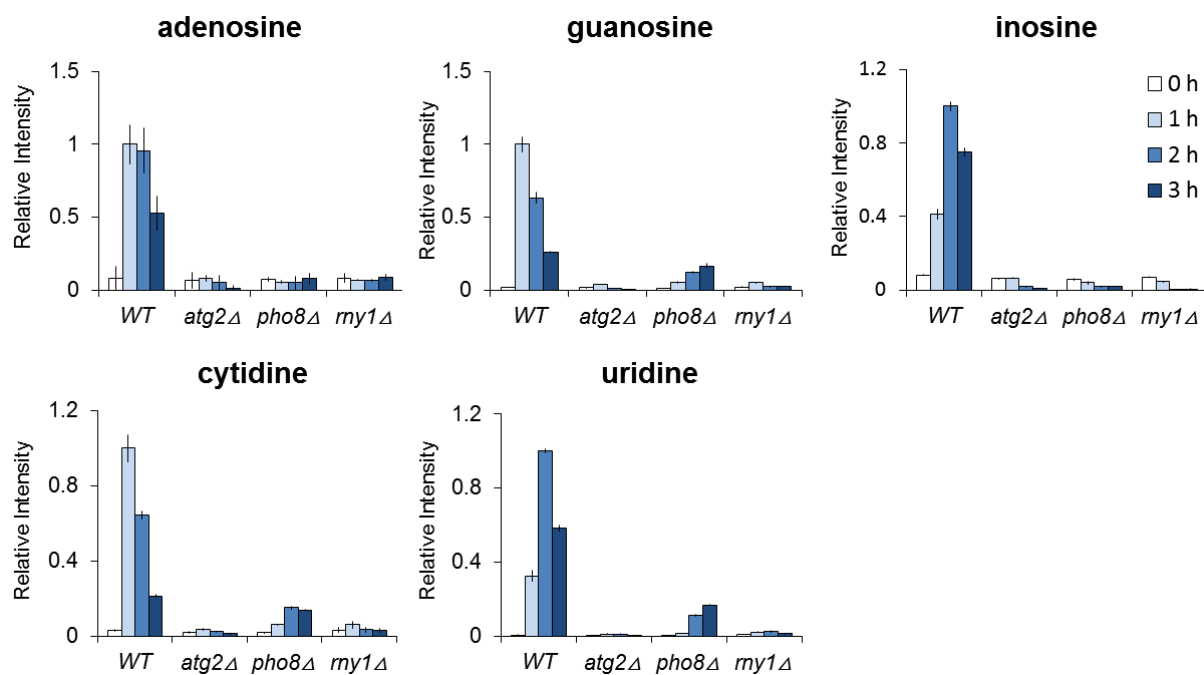 adenosine
Relative Intensity
1.5
1
0.5
0
WT atg2Δ pho8Δ rny1Δ
guanosine
Relative Intensity
1.5
1
0.5
0
WT atg2Δ pho8Δ rny1Δ
inosine
Relative Intensity
1.2
0.8
0.4
0
WT atg2Δ pho8Δ rny1Δ
0 h
1 h
2 h
3 h
cytidine
Relative Intensity
1.2
0.8
0.4
0
WT atg2Δ pho8Δ rny1Δ
uridine
Relative Intensity
1.2
0.8
0.4
0
WT atg2Δ pho8Δ rny1Δ